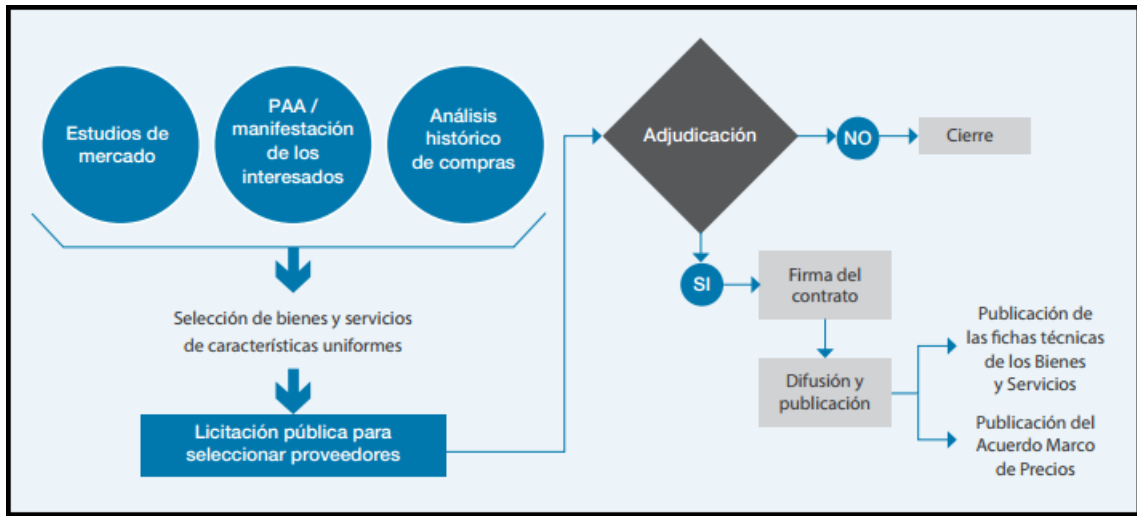 Estudios de
mercado
PAA /
manifestación
de los
interesados
Análisis
histórico
de compras
Selección de bienes y servicios
de características uniformes
Licitación pública para
seleccionar proveedores
Adjudicación
NO
Cierre
SI
Firma del
contrato
Difusión y
publicación
Publicación de
las fichas técnicas
de los Bienes
y Servicios
Publicación del
Acuerdo Marco
de Precios